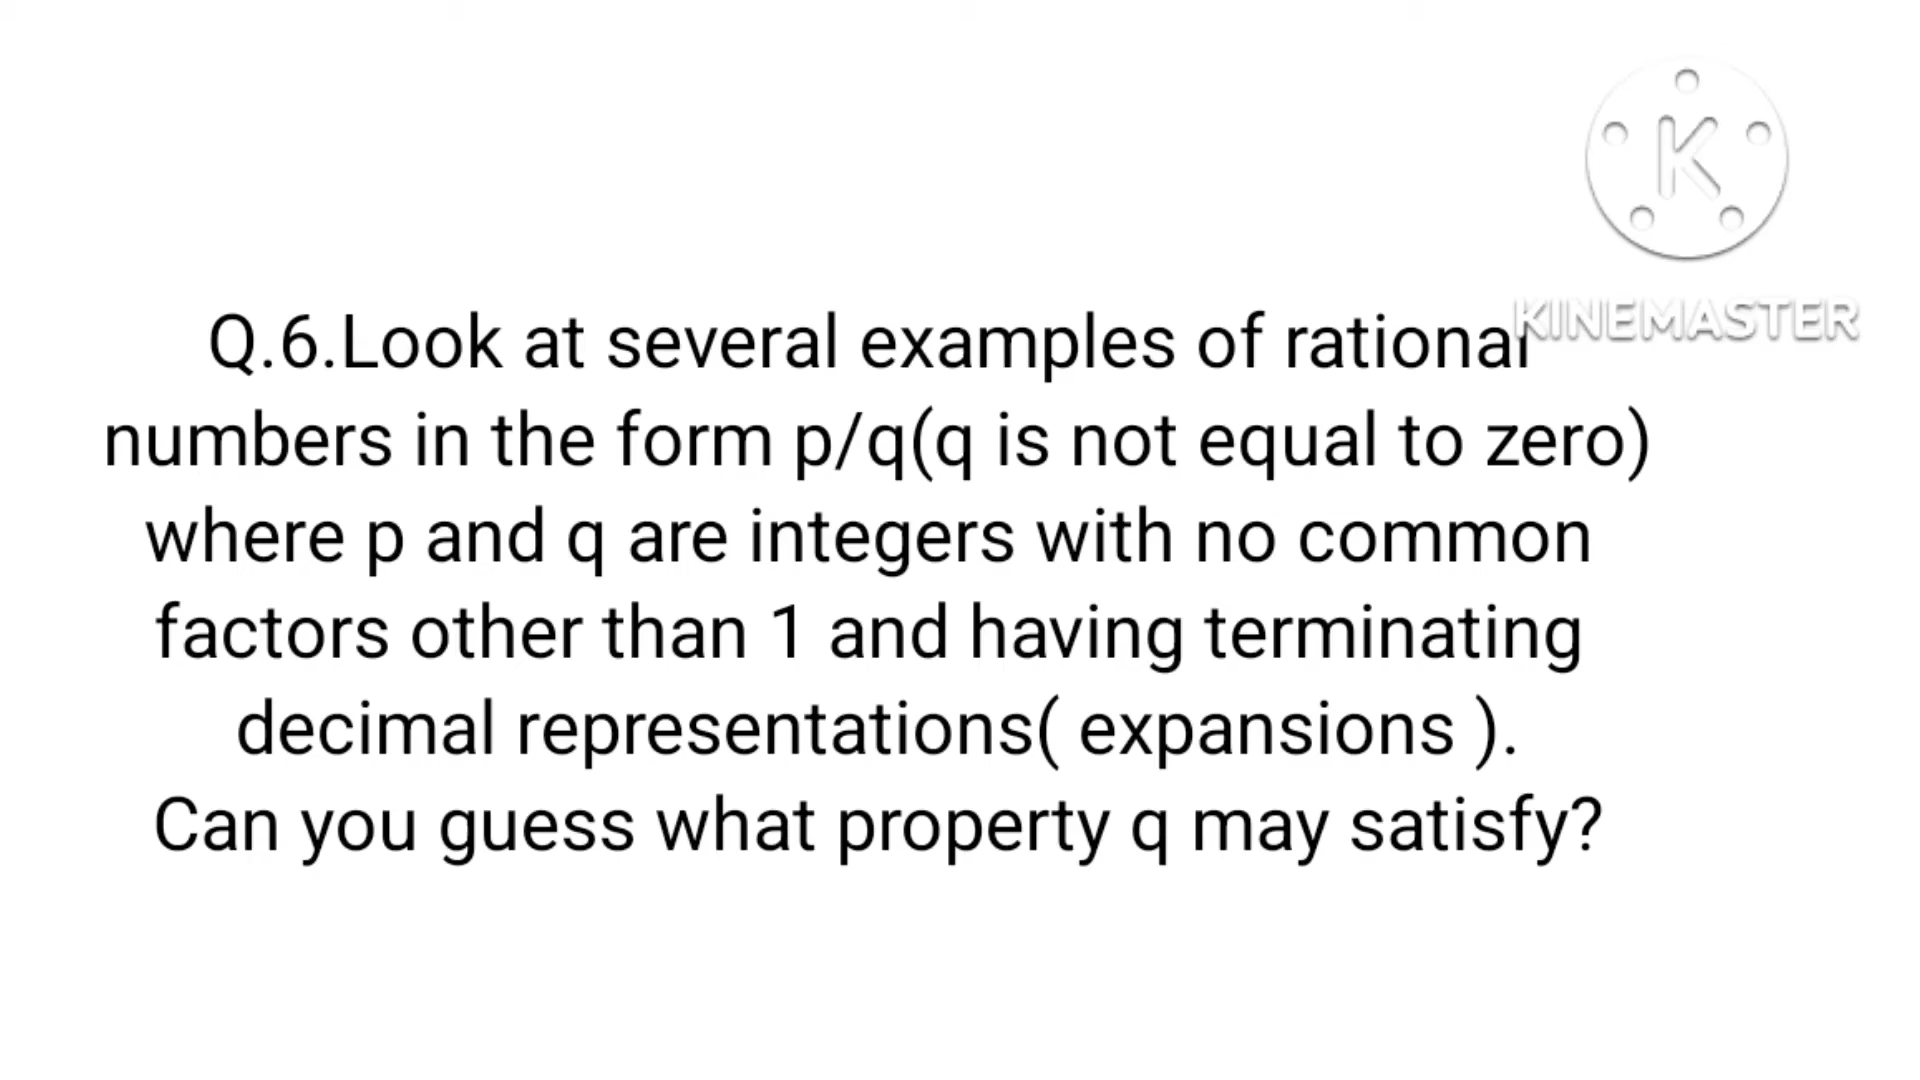 Q.6.Look at several examples of rational
KINEMASTER
numbers in the form p/q(q is not equal to zero)
where p and q are integers with no common
factors other than 1 and having terminating
decimal representations( expansions ).
Can you guess what property q may satisfy?